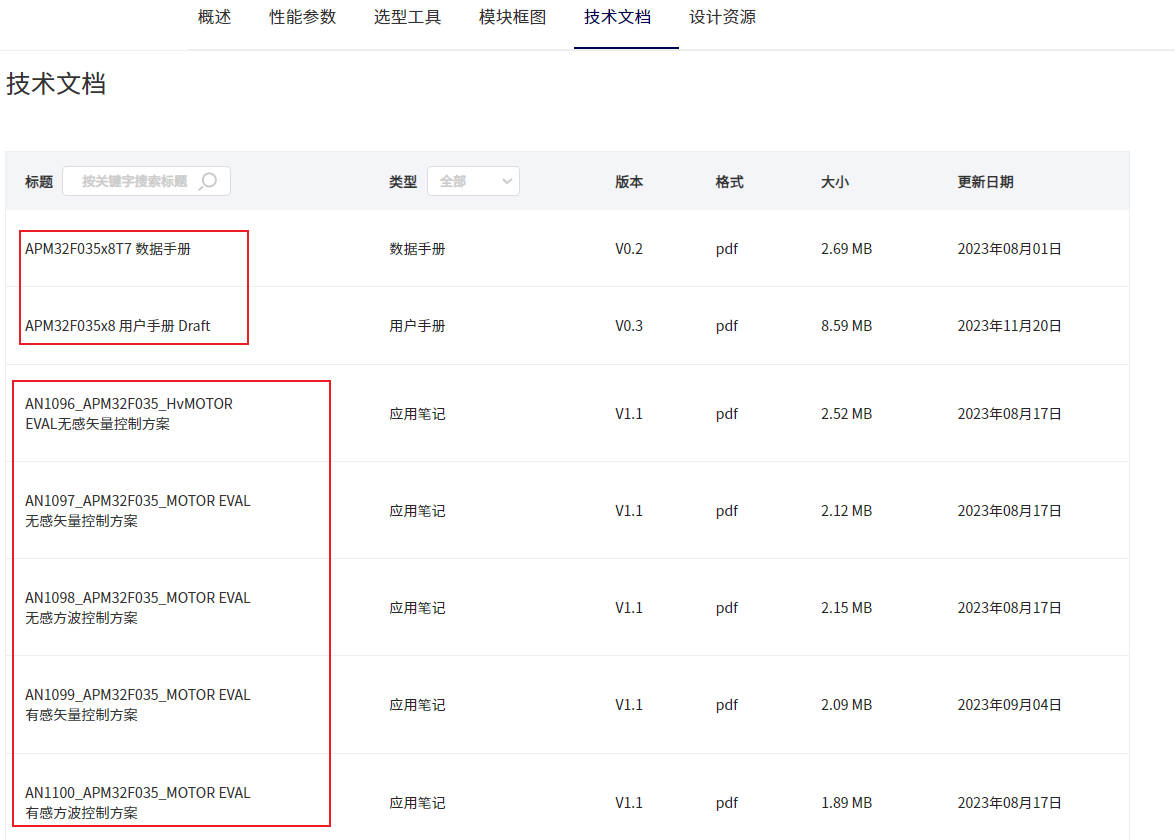 概述 性能参数 选型工具 模块框图 技术文档 设计资源
技术文档
标题 按关键字搜索标题 类型 全部 版本 格式 大小 更新日期
APM32F035x8T7 数据手册 数据手册 V0.2 pdf 2.69 MB 2023年08月01日
APM32F035x8 用户手册 Draft 用户手册 V0.3 pdf 8.59 MB 2023年11月20日
AN1096_APM32F035_HvMOTOR
EVAL无感矢量控制方案 应用笔记 V1.1 pdf 2.52 MB 2023年08月17日
AN1097_APM32F035_MOTOR EVAL
无感矢量控制方案 应用笔记 V1.1 pdf 2.12 MB 2023年08月17日
AN1098_APM32F035_MOTOR EVAL
无感方波控制方案 应用笔记 V1.1 pdf 2.15 MB 2023年08月17日
AN1099_APM32F035_MOTOR EVAL
有感矢量控制方案 应用笔记 V1.1 pdf 2.09 MB 2023年09月04日
AN1100_APM32F035_MOTOR EVAL
有感方波控制方案 应用笔记 V1.1 pdf 1.89 MB 2023年08月17日